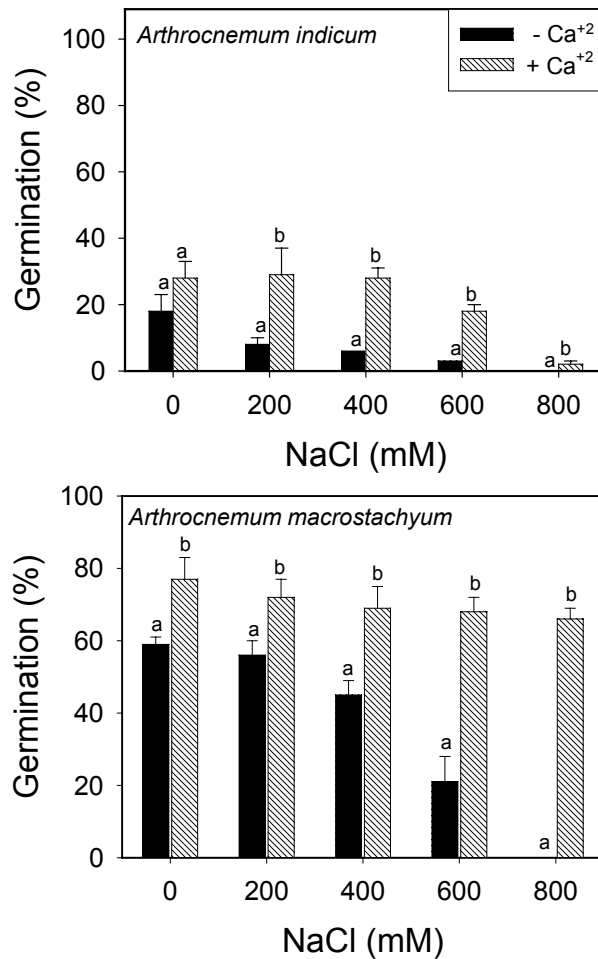 Arthrocnemum indicum
- Ca⁺²
+ Ca⁺²
Germination (%)
100
80
60
40
20
0
a a a b a b a b a b
0 200 400 600 800
NaCl (mM)
Arthrocnemum macrostachyum
Germination (%)
100
80
60
40
20
0
a b a b a b a b a b
0 200 400 600 800
NaCl (mM)